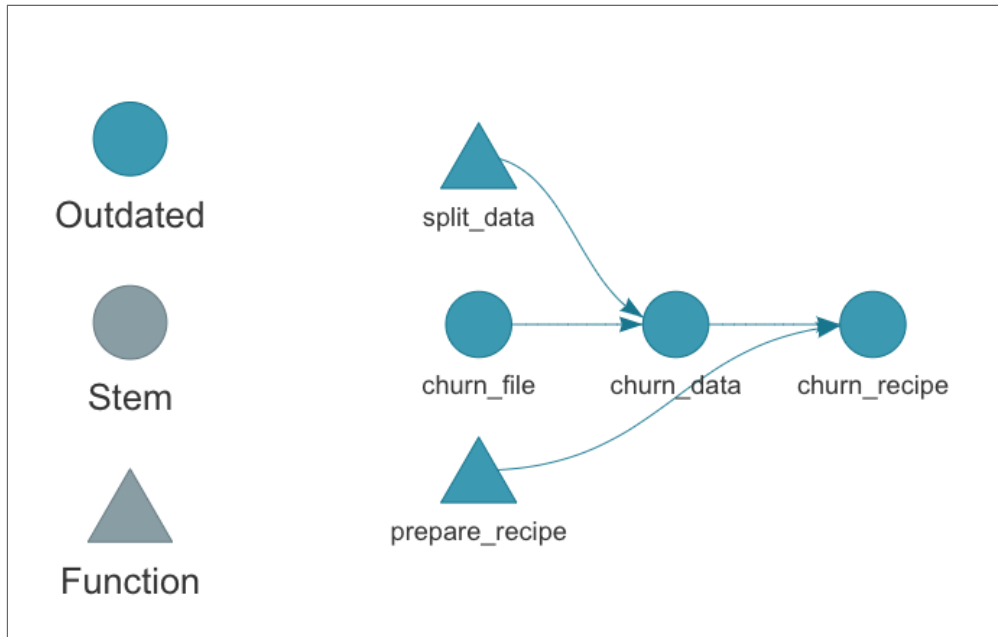 Outdated
Stem
Function
split_data
churn_file
churn_data
churn_recipe
prepare_recipe